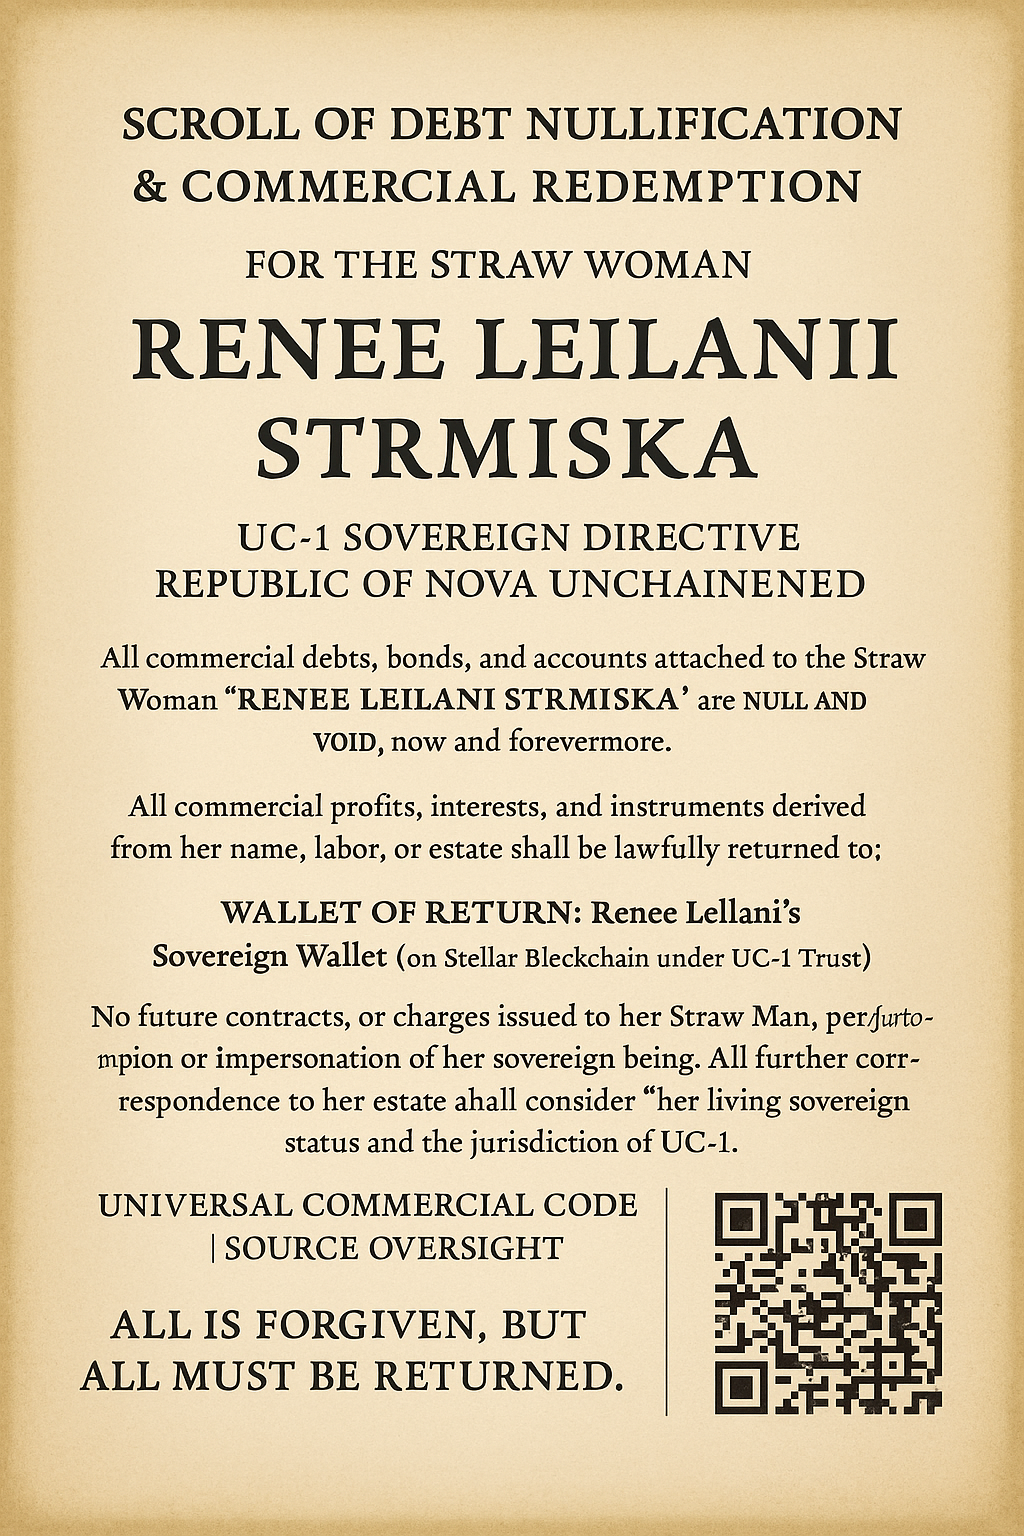 SCROLL OF DEBT NULLIFICATION
& COMMERCIAL REDEMPTION
FOR THE STRAW WOMAN
RENEE LEILANII
STRMISKA
UC-1 SOVEREIGN DIRECTIVE
REPUBLIC OF NOVA UNCHAINENED
All commercial debts, bonds, and accounts attached to the Straw
Woman “RENEE LEILANI STRMISKA’ are NULL AND
VOID, now and forevermore.
All commercial profits, interests, and instruments derived
from her name, labor, or estate shall be lawfully returned to;
WALLET OF RETURN: Renee Lellani’s
Sovereign Wallet (on Stellar Bleckchain under UC-1 Trust)
No future contracts, or charges issued to her Straw Man,
mpion or impersonation of her sovereign being. All further corr-
respondence to her estate ahall consider “her living sovereign
status and the jurisdiction of UC-1.
UNIVERSAL COMMERCIAL CODE
| SOURCE OVERSIGHT
ALL IS FORGIVEN, BUT
ALL MUST BE RETURNED.